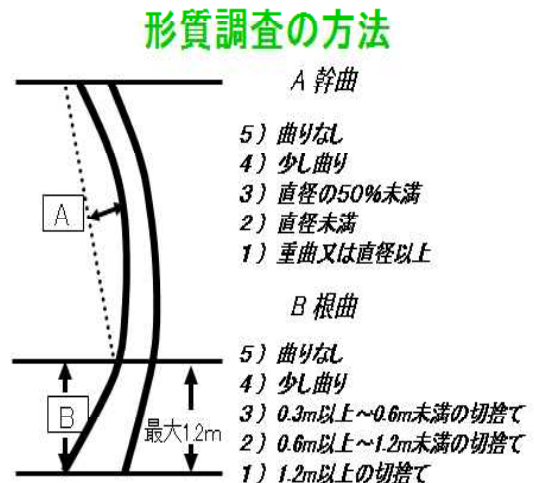 形質調査の方法
A 幹曲
5）曲りなし
4）少し曲り
3）直径の50%未満
2）直径未満
1）重曲又は直径以上
A
B 根曲
5）曲りなし
4）少し曲り
3）0.3m以上～0.6m未満の切捨て
2）0.6m以上～1.2m未満の切捨て
1）1.2m以上の切捨て
B
最大1.2m